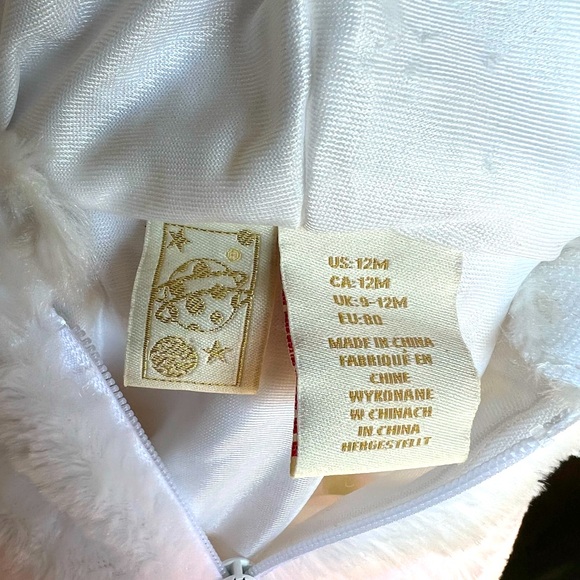 US: 12M
CA: 12M
UK: 9-12M
EU: 80
MADE IN CHINA
FABRIQUE EN
CHINE
WYKONANE
W CHINACH
IN CHINA
HERGESTELLT